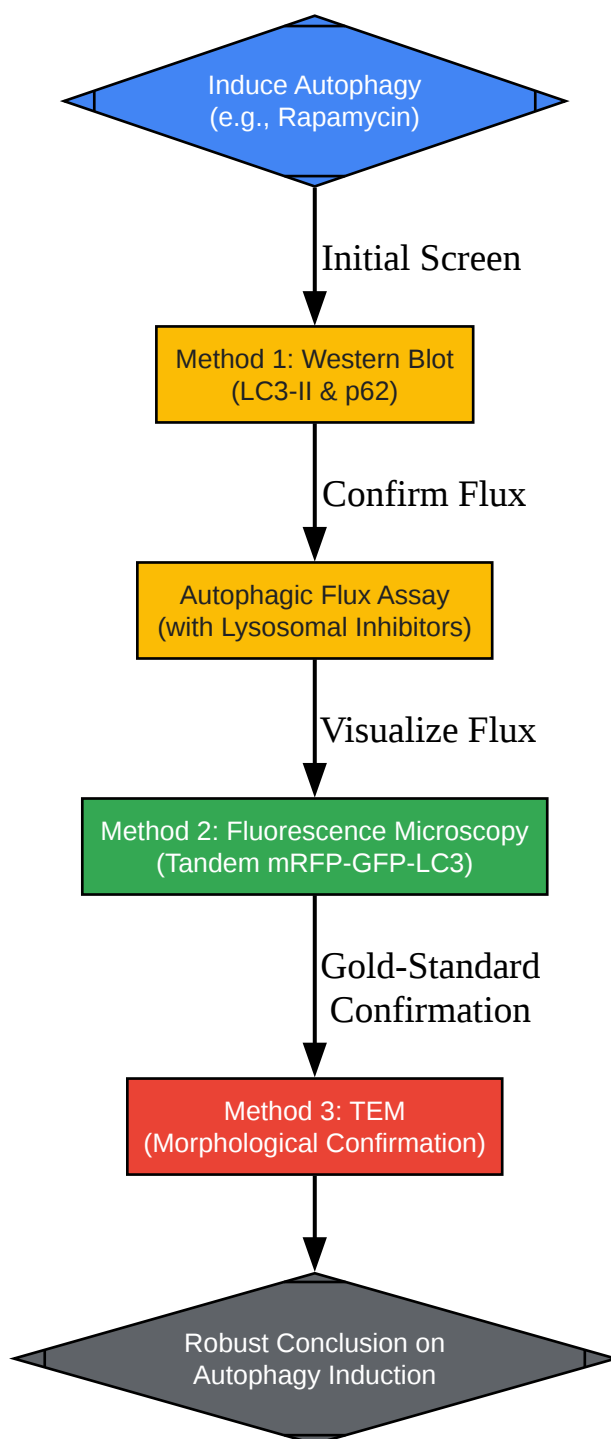 Induce Autophagy
(e.g., Rapamycin)
Initial Screen
Method 1: Western Blot
(LC3-II & p62)
Confirm Flux
Autophagic Flux Assay
(with Lysosomal Inhibitors)
Visualize Flux
Method 2: Fluorescence Microscopy
(Tandem mRFP-GFP-LC3)
Gold-Standard
Confirmation
Method 3: TEM
(Morphological Confirmation)
Robust Conclusion on
Autophagy Induction